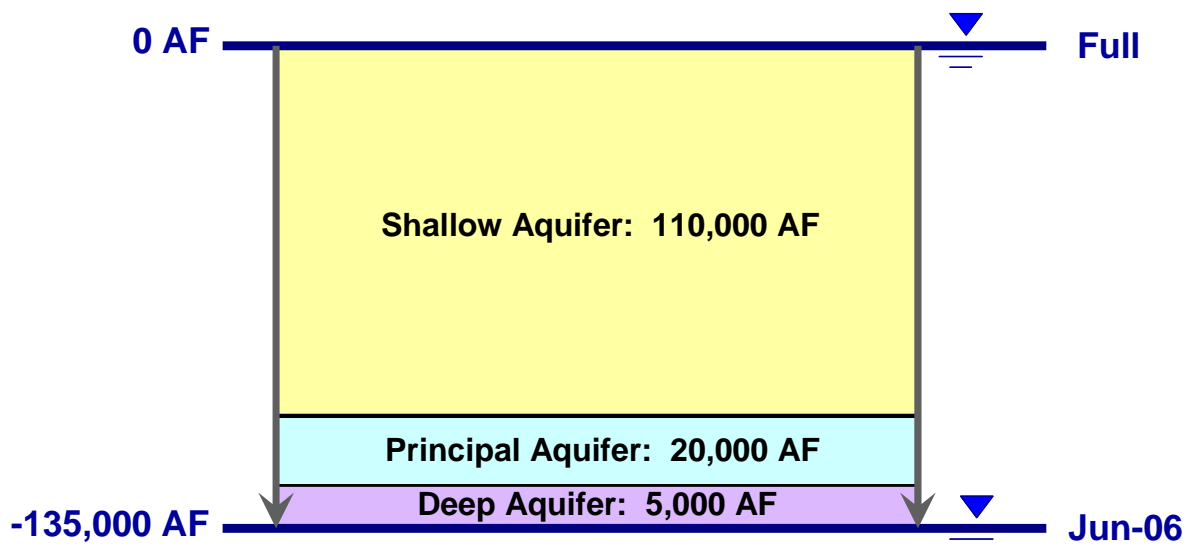 0 AF
Full
Shallow Aquifer: 110,000 AF
Principal Aquifer: 20,000 AF
Deep Aquifer: 5,000 AF
-135,000 AF
Jun-06